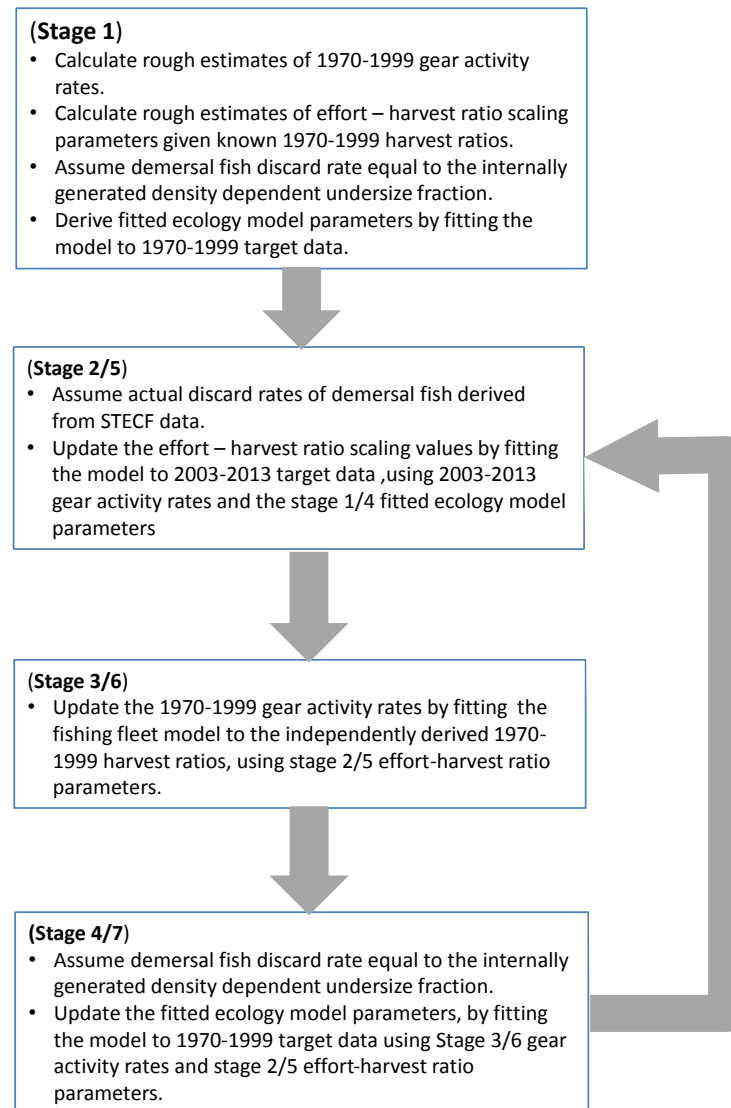 (Stage 1)
• Calculate rough estimates of 1970-1999 gear activity
rates.
• Calculate rough estimates of effort – harvest ratio scaling
parameters given known 1970-1999 harvest ratios.
• Assume demersal fish discard rate equal to the internally
generated density dependent undersize fraction.
• Derive fitted ecology model parameters by fitting the
model to 1970-1999 target data.
(Stage 2/5)
• Assume actual discard rates of demersal fish derived
from STECF data.
• Update the effort – harvest ratio scaling values by fitting
the model to 2003-2013 target data ,using 2003-2013
gear activity rates and the stage 1/4 fitted ecology model
parameters
(Stage 3/6)
• Update the 1970-1999 gear activity rates by fitting the
fishing fleet model to the independently derived 1970-
1999 harvest ratios, using stage 2/5 effort-harvest ratio
parameters.
(Stage 4/7)
• Assume demersal fish discard rate equal to the internally
generated density dependent undersize fraction.
• Update the fitted ecology model parameters, by fitting
the model to 1970-1999 target data using Stage 3/6 gear
activity rates and stage 2/5 effort-harvest ratio
parameters.